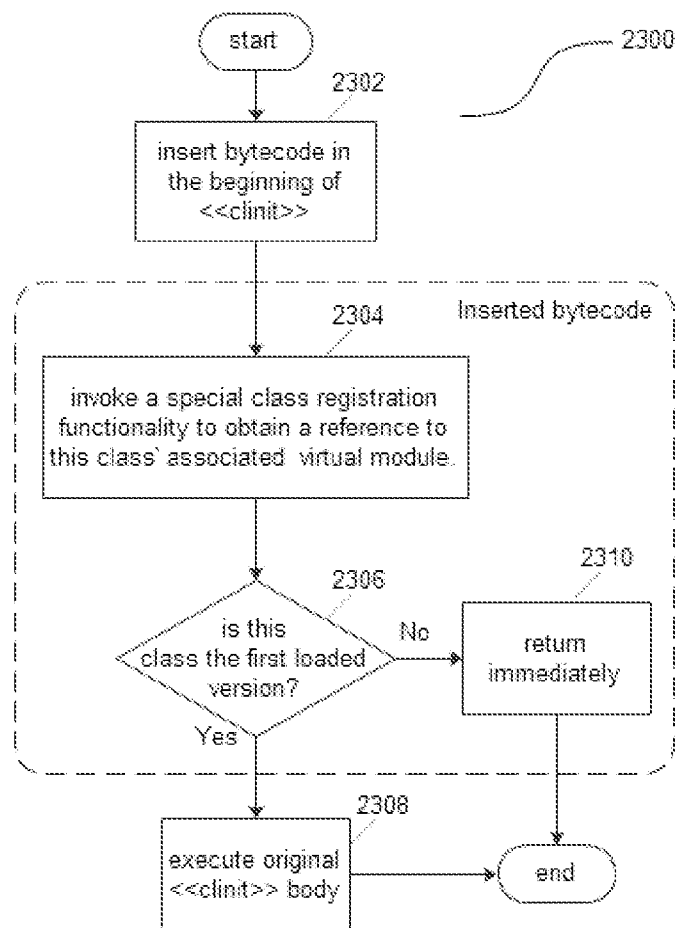 start
2300
2302
insert bytecode in
the beginning of
<<clinit>>
Inserted bytecode
2304
invoke a special class registration
functionality to obtain a reference to
this class` associated virtual module.
2306
is this
class the first loaded
version?
No
Yes
2310
return
immediately
2308
execute original
<<clinit>> body
end